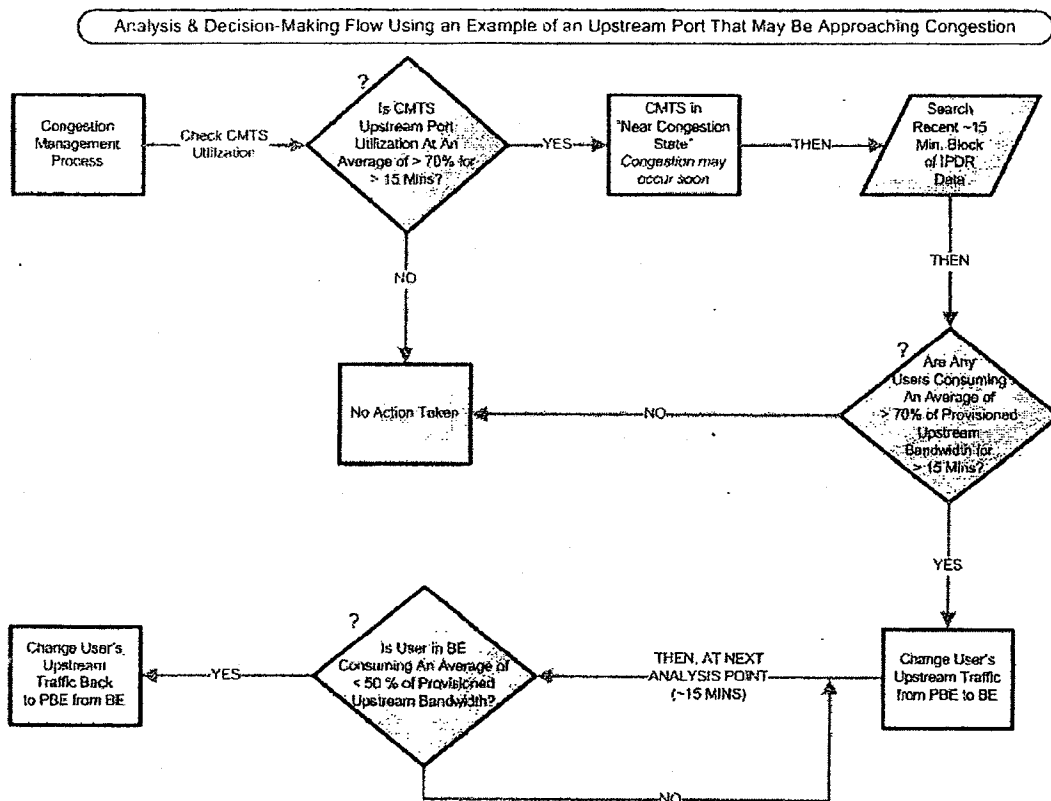 Analysis & Decision-Making Flow Using an Example of an Upstream Port That May Be Approaching Congestion
Congestion
Management
Process
Check CMTS
Utilization
?
Is CMTS
Upstream Port
Utilization At An
Average of > 70% for
> 15 Mins?
YES
CMTS in
"Near Congestion
State"
Congestion may
occur soon
THEN
Search
Recent ~15
Min. Block
of IPDR
Data
NO
THEN
No Action Taken
NO
?
Are Any
Users Consuming
An Average of
> 70% of Provisioned
Upstream
Bandwidth for
> 15 Mins?
YES
Change User's
Upstream Traffic
from PBE to BE
THEN, AT NEXT
ANALYSIS POINT
(~15 MINS)
?
Is User in BE
Consuming An Average of
< 50 % of Provisioned
Upstream Bandwidth?
YES
Change User's
Upstream
Traffic Back
to PBE from BE
NO